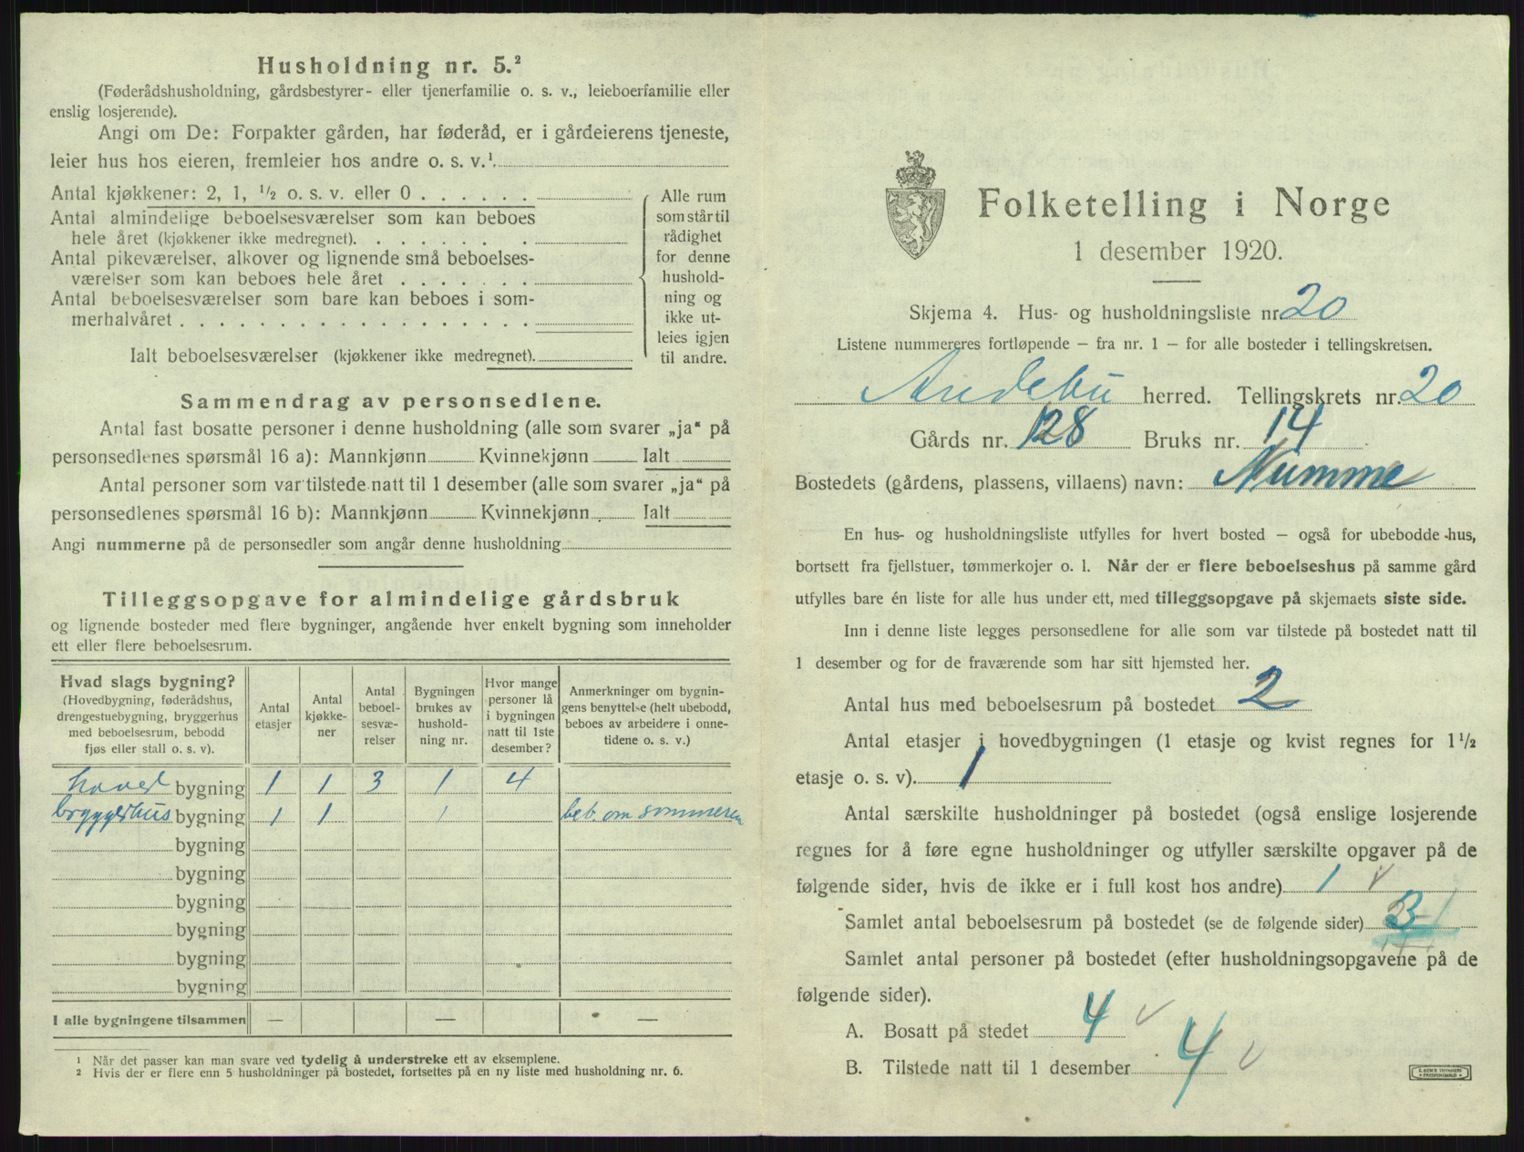 Husholdning nr. 5.²
(Føderådshusholdning, gårdsbestyrer- eller tjenerfamilie o. s. v., leieboerfamilie eller
enslig losjerende).
Angi om De: Forpakter gården, har føderåd, er i gårdeierens tjeneste,
leier hus hos eieren, fremleier hos andre o. s. v.¹
Antal kjøkkener: 2, 1, ½ o. s. v. eller 0
Antal almindelige beboelsesværelser som kan beboes
hele året (kjøkkener ikke medregnet).
Antal pikeværelser, alkover og lignende små beboelses-
værelser som kan beboes hele året
Antal beboelsesværelser som bare kan beboes i som-
merhalvåret
Ialt beboelsesværelser (kjøkkener ikke medregnet).
Alle rum
som står til
rådighet
for denne
hushold-
ning og
ikke ut-
leies igjen
til andre.
Sammendrag av personsedlene.
Antal fast bosatte personer i denne husholdning (alle som svarer „ja“ på
personsedlenes spørsmål 16 a): Mannkjønn Kvinnekjønn Ialt
Antal personer som var tilstede natt til 1 desember (alle som svarer „ja“ på
personsedlenes spørsmål 16 b): Mannkjønn Kvinnekjønn Ialt
Angi nummerne på de personsedler som angår denne husholdning
Tilleggsopgave for almindelige gårdsbruk
og lignende bosteder med flere bygninger, angående hver enkelt bygning som inneholder
ett eller flere beboelsesrum.
Hvad slags bygning?
(Hovedbygning, føderådshus,
drengestuebygning, bryggerhus
med beboelsesrum, bebodd
fjøs eller stall o. s. v).
Antal
etasjer
Antal
kjøkke-
ner
Antal
beboel-
sesvæ-
relser
Bygningen
brukes av
hushold-
ning nr.
Hvor mange
personer lå
i bygningen
natt til 1ste
desember?
Anmerkninger om bygnin-
gens benyttelse (helt ubebodd,
beboes av arbeidere i onne-
tidene o. s. v.)
hoved bygning 1 1 3 1 4
bryggerhus bygning 1 1 1 beb. om sommeren
bygning
bygning
bygning
bygning
bygning
bygning
I alle bygningene tilsammen — — —
¹ Når det passer kan man svare ved tydelig å understreke ett av eksemplene.
² Hvis der er flere enn 5 husholdninger på bostedet, fortsettes på en ny liste med husholdning nr. 6.
Folketelling i Norge
1 desember 1920.
Skjema 4. Hus- og husholdningsliste nr. 20
Listene nummereres fortløpende — fra nr. 1 — for alle bosteder i tellingskretsen.
Andebu herred. Tellingskrets nr. 20
Gårds nr. 128 Bruks nr. 14
Bostedets (gårdens, plassens, villaens) navn: Numme
En hus- og husholdningsliste utfylles for hvert bosted — også for ubebodde hus,
bortsett fra fjellstuer, tømmerkojer o. l. Når der er flere beboelseshus på samme gård
utfylles bare én liste for alle hus under ett, med tilleggsopgave på skjemaets siste side.
Inn i denne liste legges personsedlene for alle som var tilstede på bostedet natt til
1 desember og for de fraværende som har sitt hjemsted her.
Antal hus med beboelsesrum på bostedet 2
Antal etasjer i hovedbygningen (1 etasje og kvist regnes for 1½
etasje o. s. v). 1
Antal særskilte husholdninger på bostedet (også enslige losjerende
regnes for å føre egne husholdninger og utfyller særskilte opgaver på de
følgende sider, hvis de ikke er i full kost hos andre) 1 ✓
Samlet antal beboelsesrum på bostedet (se de følgende sider) 3
Samlet antal personer på bostedet (efter husholdningsopgavene på de
følgende sider).
A. Bosatt på stedet 4 ✓
B. Tilstede natt til 1 desember 4 ✓